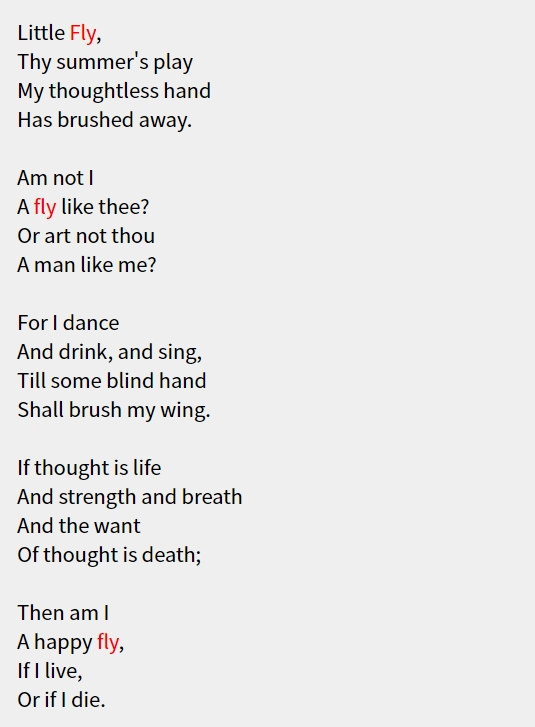 Little Fly,
Thy summer's play
My thoughtless hand
Has brushed away.

Am not I
A fly like thee?
Or art not thou
A man like me?

For I dance
And drink, and sing,
Till some blind hand
Shall brush my wing.

If thought is life
And strength and breath
And the want
Of thought is death;

Then am I
A happy fly,
If I live,
Or if I die.